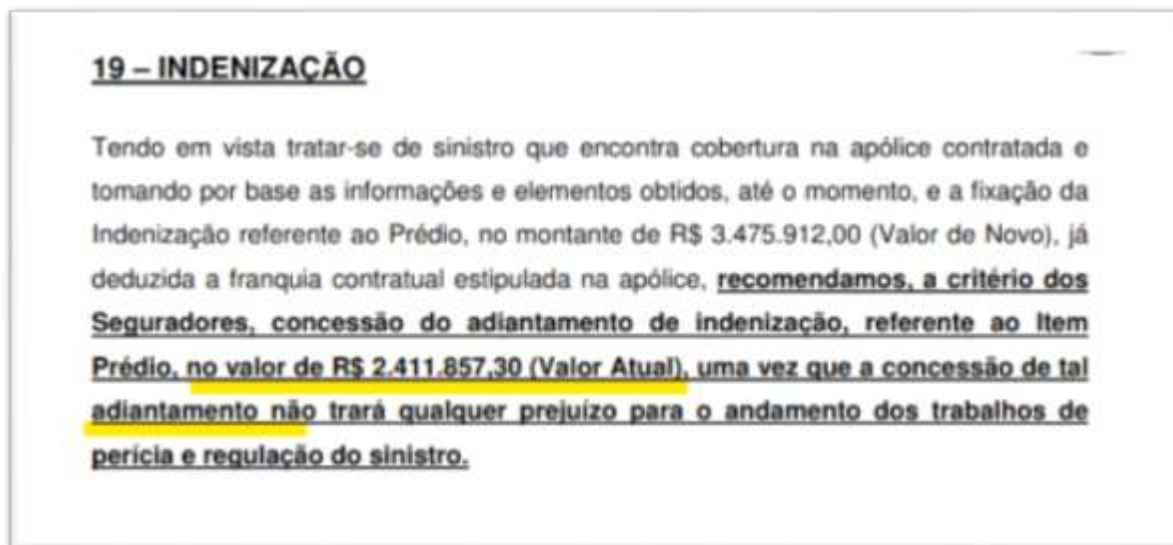 19 – INDENIZAÇÃO
Tendo em vista tratar-se de sinistro que encontra cobertura na apólice contratada e
tomando por base as informações e elementos obtidos, até o momento, e a fixação da
Indenização referente ao Prédio, no montante de R$ 3.475.912,00 (Valor de Novo), já
deduzida a franquia contratual estipulada na apólice, recomendamos, a critério dos
Seguradores, concessão do adiantamento de indenização, referente ao Item
Prédio, no valor de R$ 2.411.857,30 (Valor Atual), uma vez que a concessão de tal
adiantamento não trará qualquer prejuízo para o andamento dos trabalhos de
perícia e regulação do sinistro.